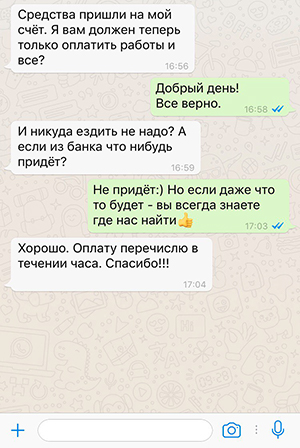 Средства пришли на мой
счёт. Я вам должен теперь
только оплатить работы и
все?
16:56
Добрый день!
Все верно.
16:58
И никуда ездить не надо? А
если из банка что нибудь
придёт?
16:59
Не придёт:) Но если даже что
то будет - вы всегда знаете
где нас найти👍
17:03
Хорошо. Оплату перечислю в
течении часа. Спасибо!!!
17:04